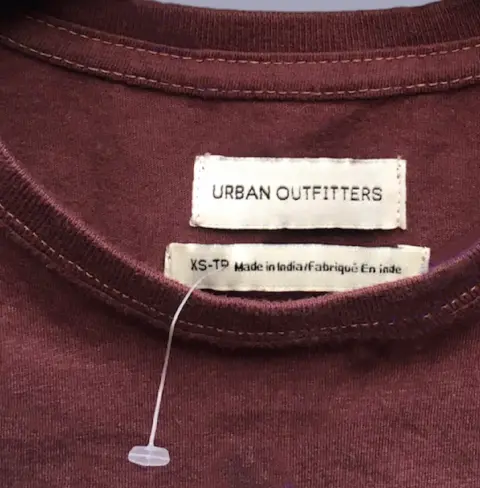 URBAN OUTFITTERS
XS-TP Made in India/Fabriqué En Inde